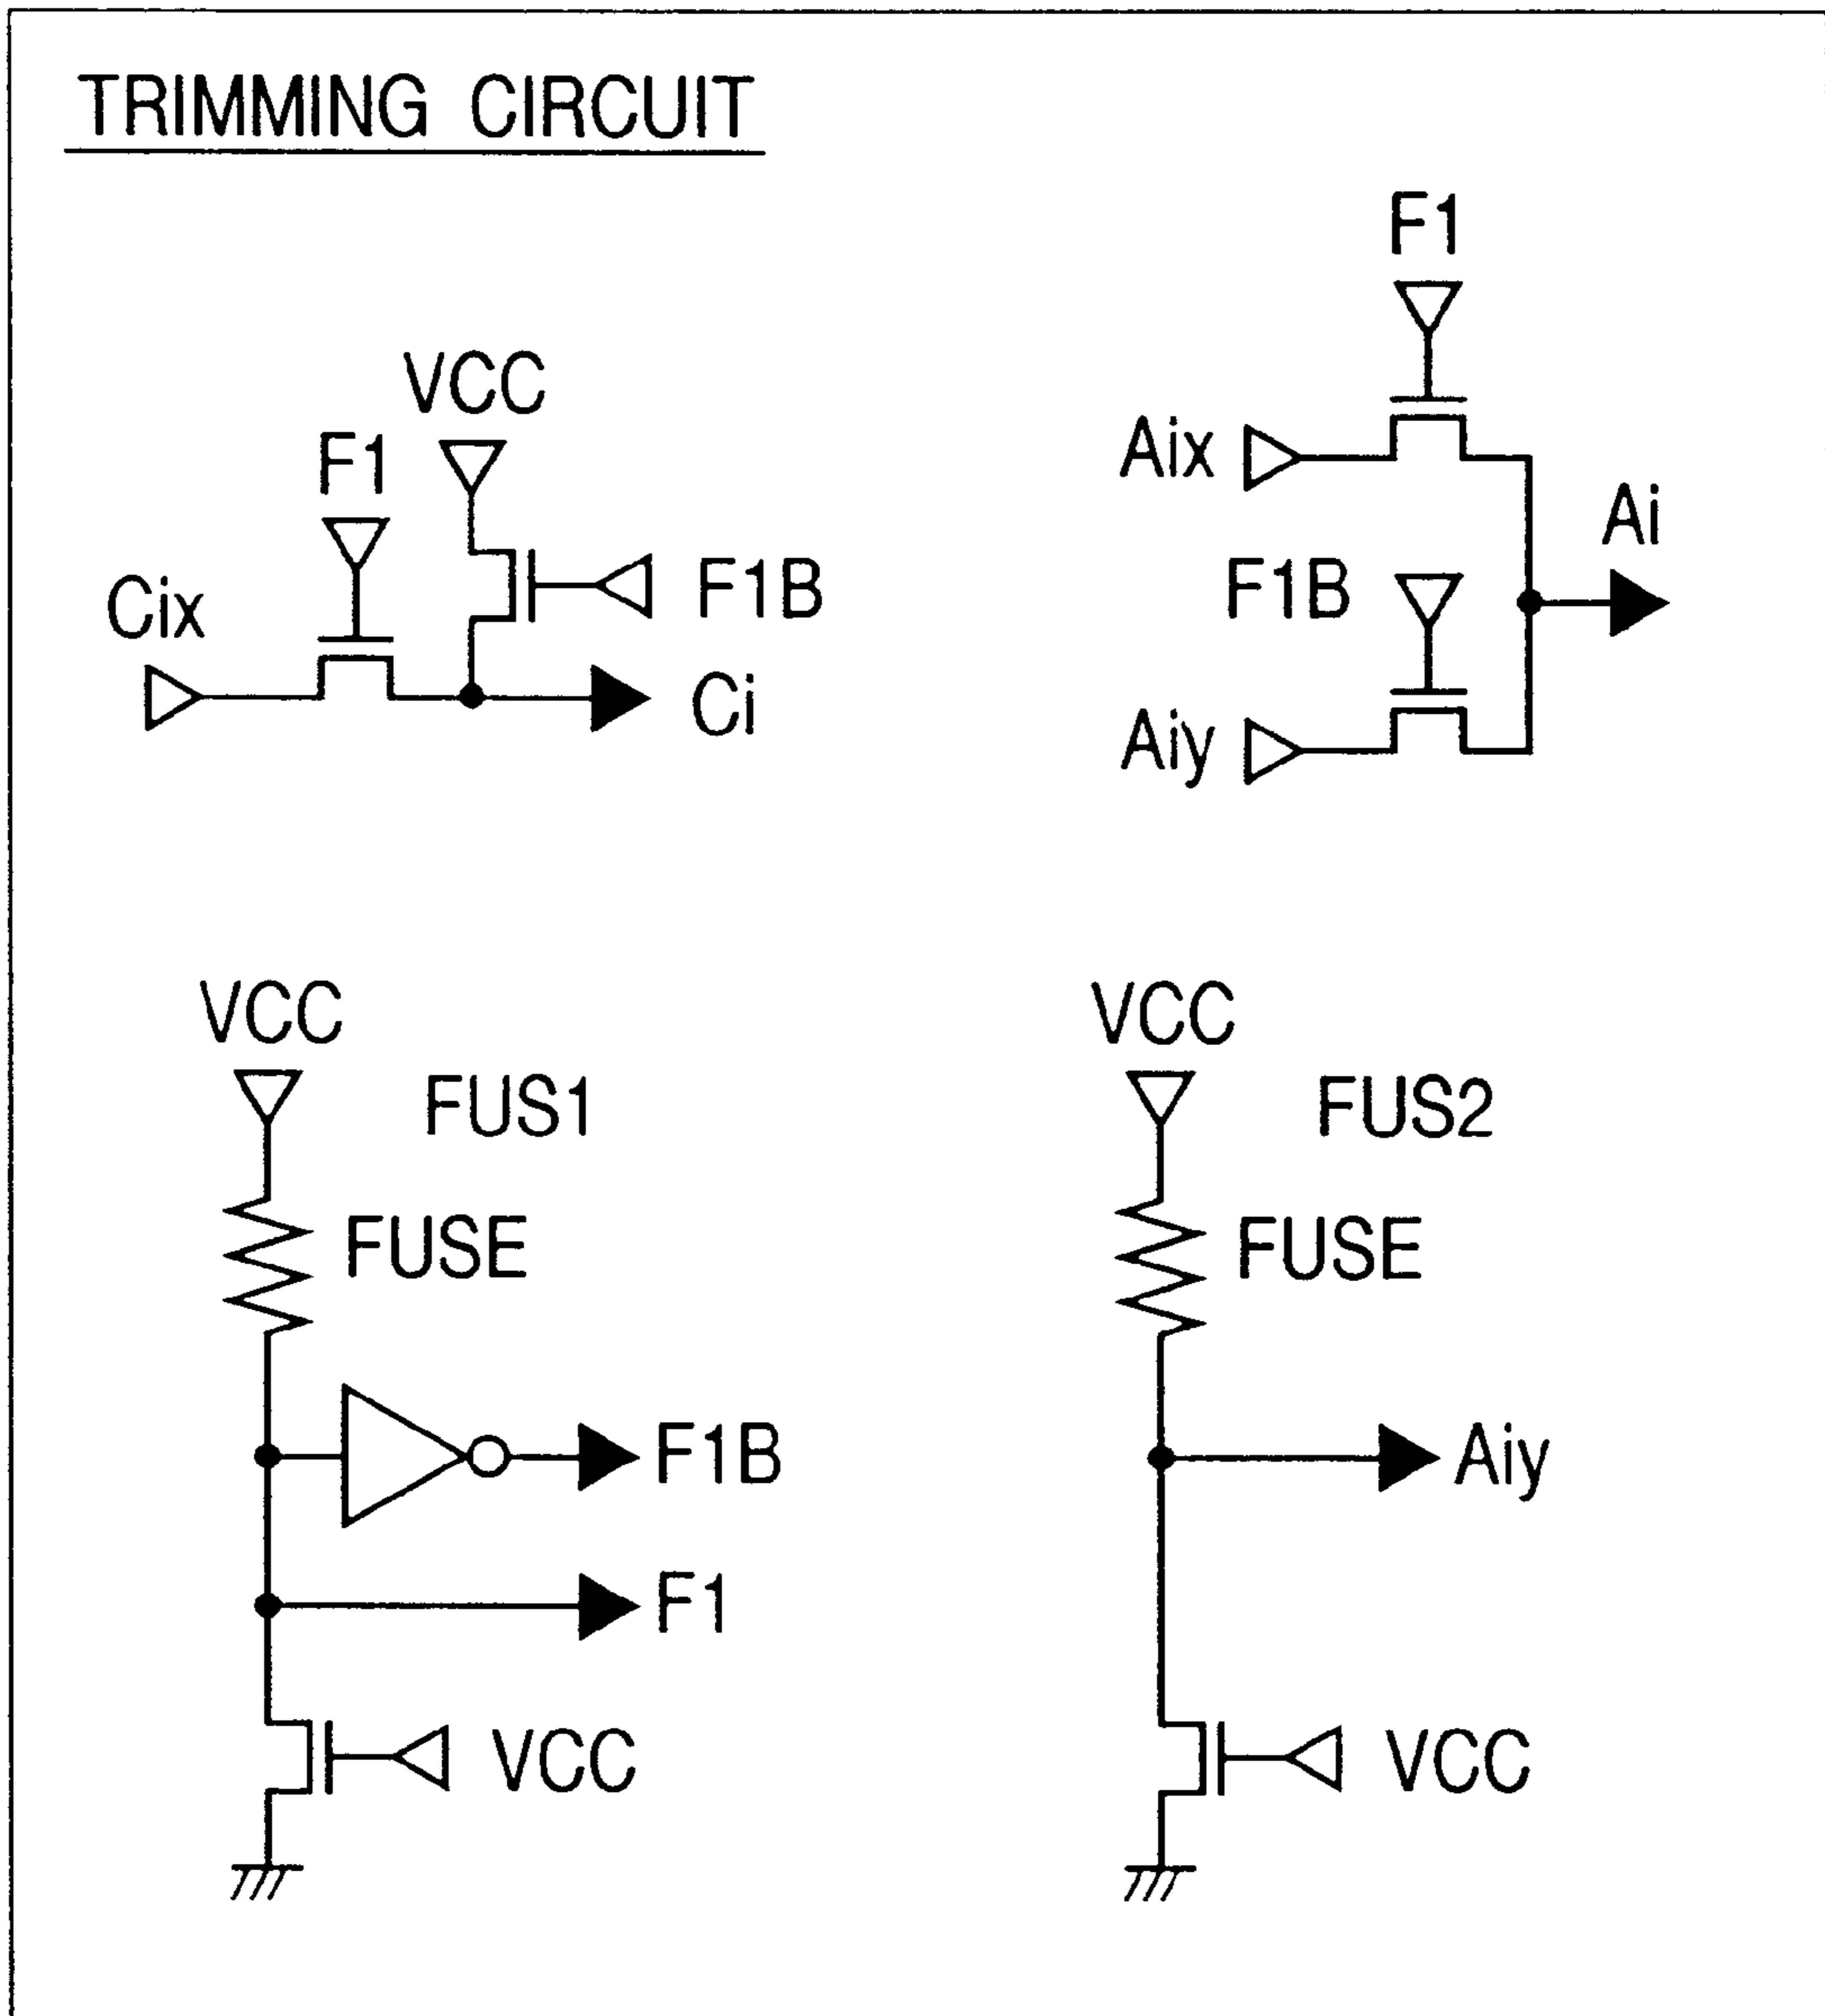 TRIMMING CIRCUIT
F1
VCC
F1
Cix
F1B
Ci
Aix
Ai
F1B
Aiy
VCC
FUS1
FUSE
F1B
F1
VCC
VCC
FUS2
FUSE
Aiy
VCC